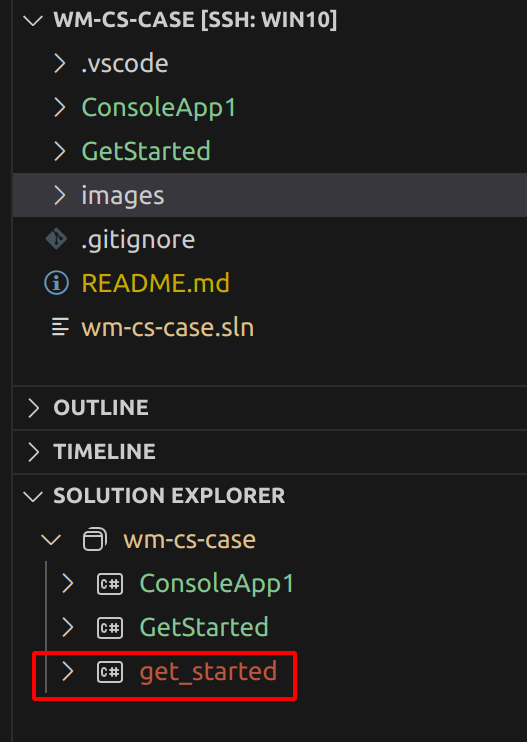 WM-CS-CASE [SSH: WIN10]
.vscode
ConsoleApp1
GetStarted
images
.gitignore
README.md
wm-cs-case.sln
OUTLINE
TIMELINE
SOLUTION EXPLORER
wm-cs-case
C# ConsoleApp1
C# GetStarted
C# get_started